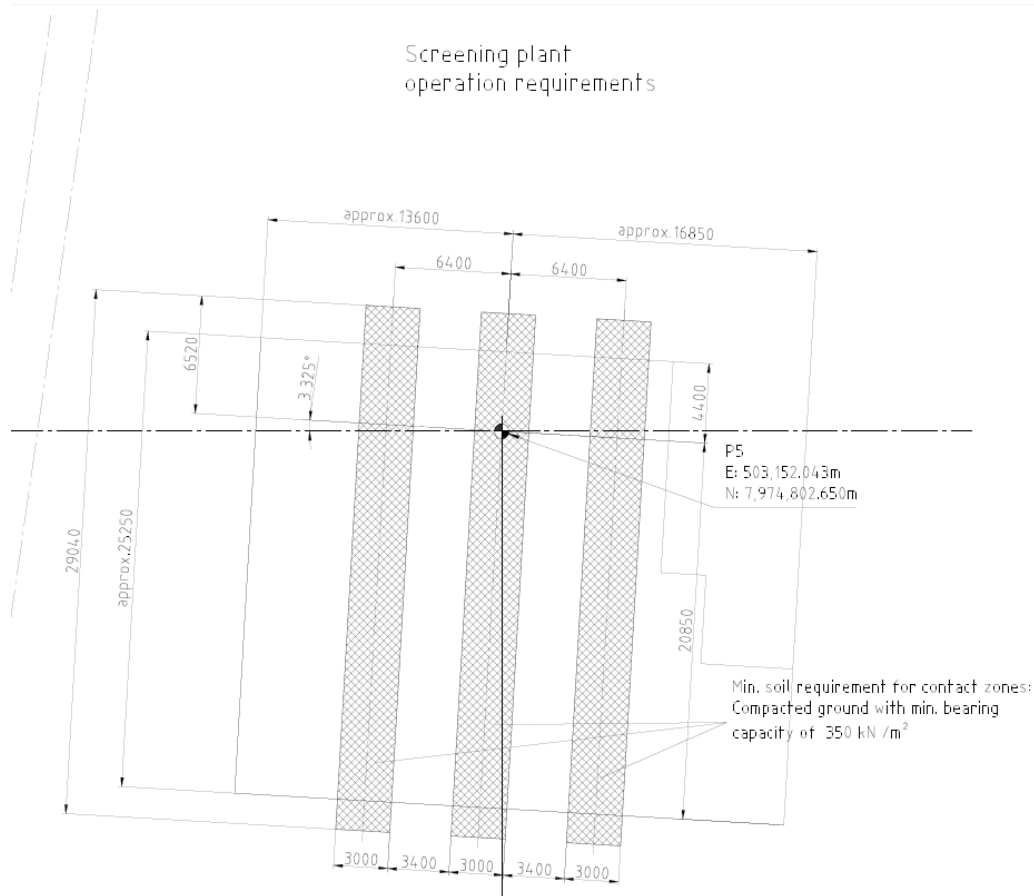 Screening plant
operation requirements
approx.13600
approx.16850
6400
6400
6520
3.325°
4400
P5
E: 503,152.043m
N: 7,974,802.650m
29040
approx.25250
20850
Min. soil requirement for contact zones:
Compacted ground with min. bearing
capacity of 350 kN /m²
3000
3400
3000
3400
3000